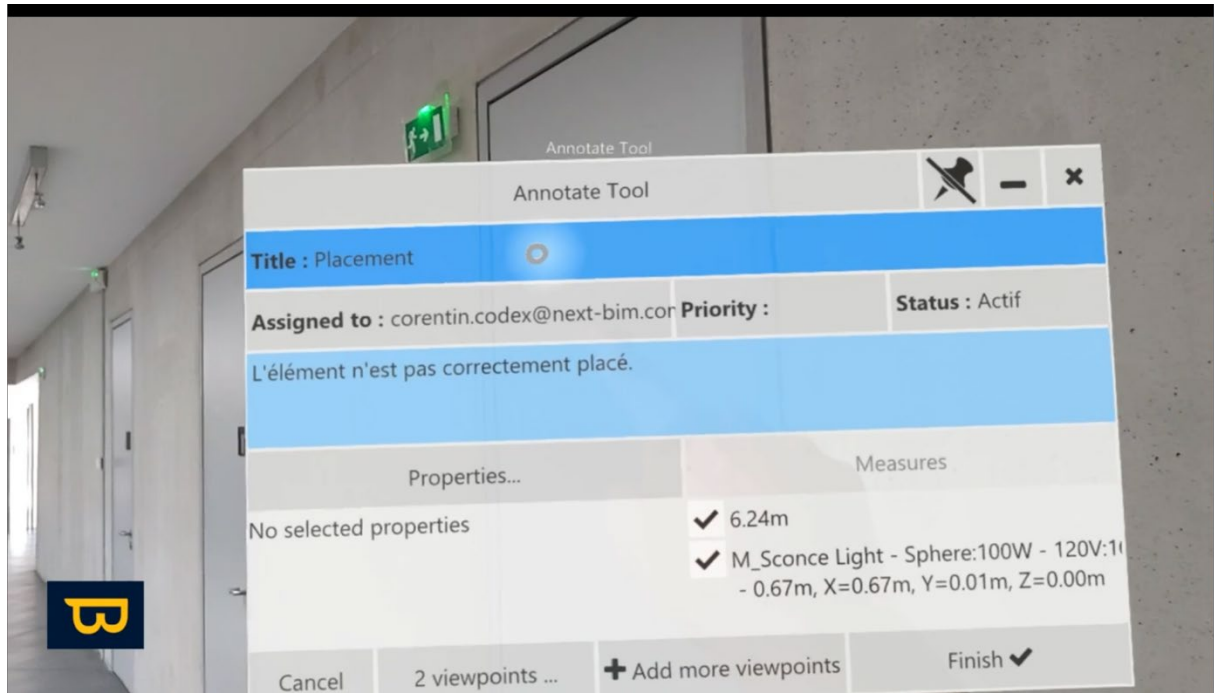 Annotate Tool
Annotate Tool
Title : Placement
Assigned to : corentin.codex@next-bim.com Priority : Status : Actif
L'élément n'est pas correctement placé.
Properties... Measures
No selected properties
6.24m
M_Sconce Light - Sphere:100W - 120V:
- 0.67m, X=0.67m, Y=0.01m, Z=0.00m
Cancel 2 viewpoints ... Add more viewpoints Finish